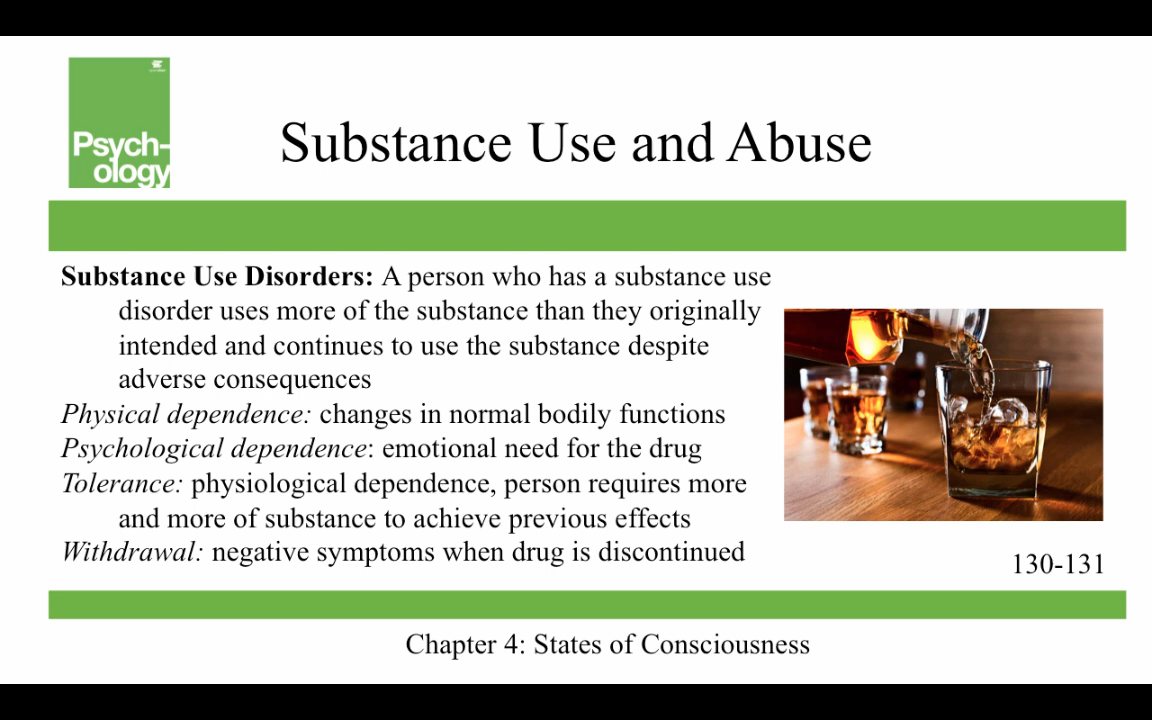 Psych-
ology
Substance Use and Abuse
Substance Use Disorders: A person who has a substance use
disorder uses more of the substance than they originally
intended and continues to use the substance despite
adverse consequences
Physical dependence: changes in normal bodily functions
Psychological dependence: emotional need for the drug
Tolerance: physiological dependence, person requires more
and more of substance to achieve previous effects
Withdrawal: negative symptoms when drug is discontinued
130-131
Chapter 4: States of Consciousness